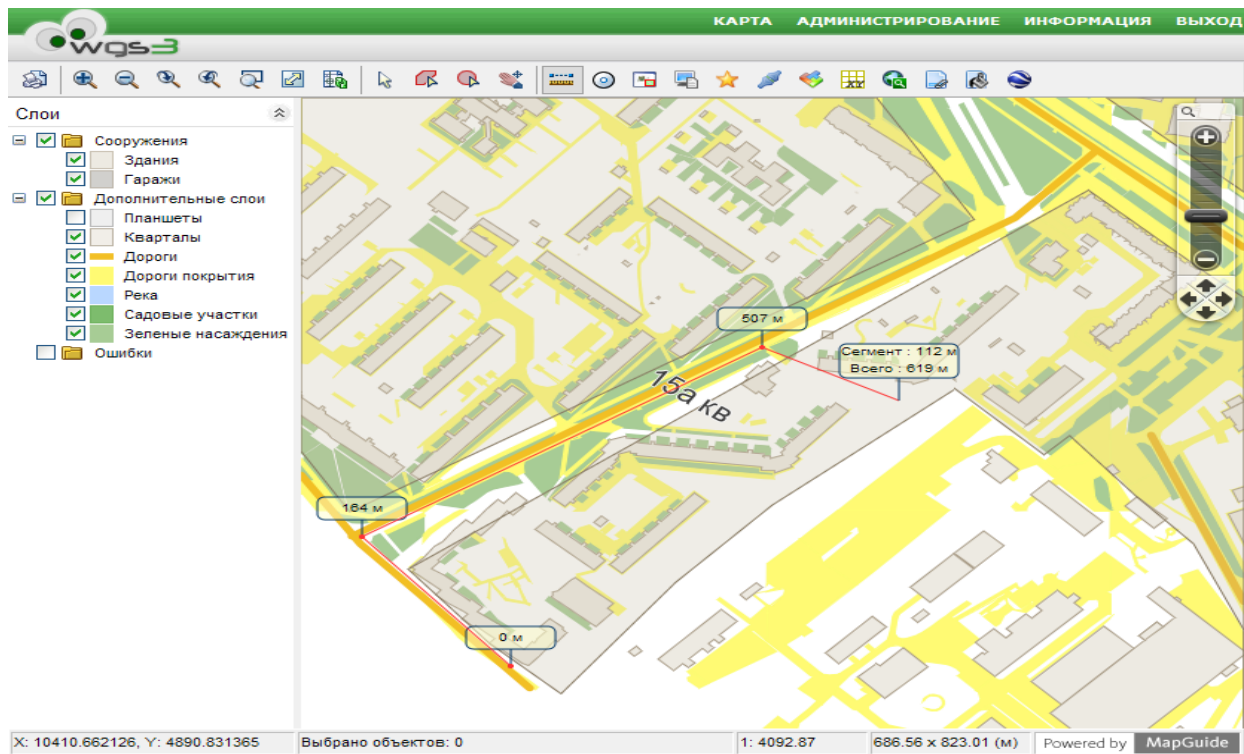 КАРТА АДМИНИСТРИРОВАНИЕ ИНФОРМАЦИЯ ВЫХОД
wgs3
XY
Слои
Сооружения
Здания
Гаражи
Дополнительные слои
Планшеты
Кварталы
Дороги
Дороги покрытия
Река
Садовые участки
Зеленые насаждения
Ошибки
507 м
Сегмент : 112 м
Всего : 619 м
15а кв
164 м
0 м
X: 10410.662126, Y: 4890.831365
Выбрано объектов: 0
1: 4092.87
686.56 x 823.01 (м)
Powered by MapGuide